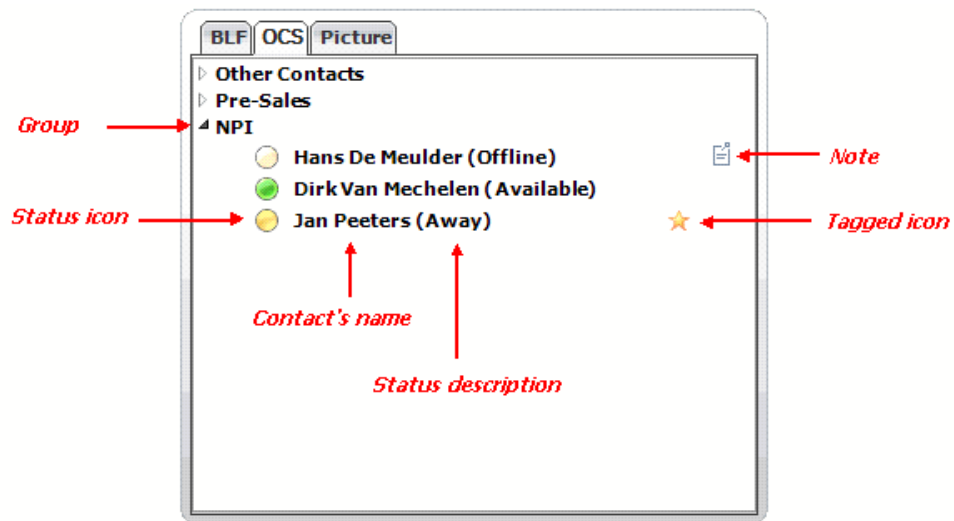 BLF OCS Picture
Other Contacts
Pre-Sales
Group NPI
Hans De Meulder (Offline) Note
Dirk Van Mechelen (Available)
Status icon Jan Peeters (Away) Tagged icon
Contact's name
Status description